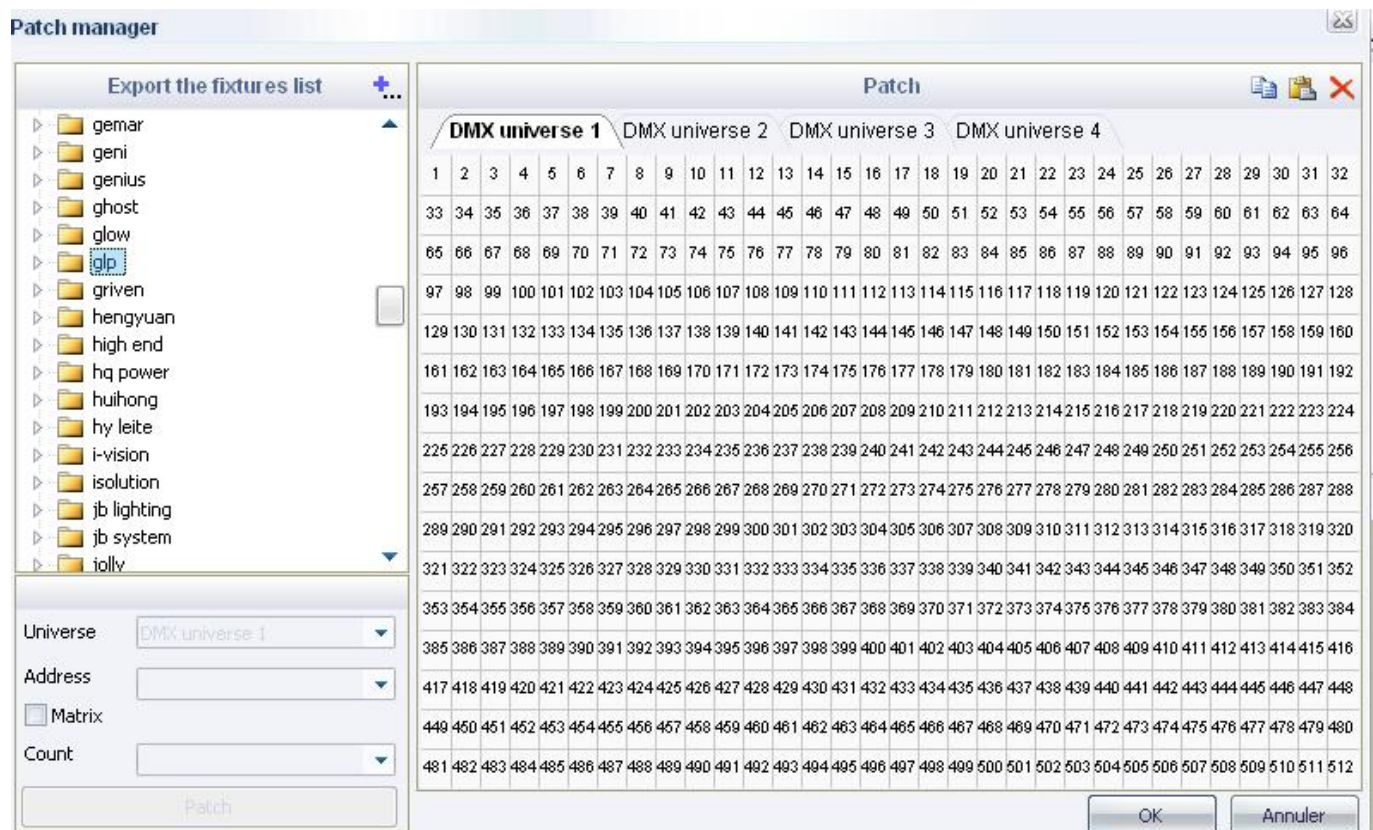 Patch manager
Export the fixtures list
gemar
geni
genius
ghost
glow
glp
griven
hengyuan
high end
hq power
huihong
hy leite
i-vision
isolution
jb lighting
jb system
jolly
Universe DMX universe 1
Address
Matrix
Count
Patch
Patch
DMX universe 1 DMX universe 2 DMX universe 3 DMX universe 4
1 2 3 4 5 6 7 8 9 10 11 12 13 14 15 16 17 18 19 20 21 22 23 24 25 26 27 28 29 30 31 32
33 34 35 36 37 38 39 40 41 42 43 44 45 46 47 48 49 50 51 52 53 54 55 56 57 58 59 60 61 62 63 64
65 66 67 68 69 70 71 72 73 74 75 76 77 78 79 80 81 82 83 84 85 86 87 88 89 90 91 92 93 94 95 96
97 98 99 100 101 102 103 104 105 106 107 108 109 110 111 112 113 114 115 116 117 118 119 120 121 122 123 124 125 126 127 128
129 130 131 132 133 134 135 136 137 138 139 140 141 142 143 144 145 146 147 148 149 150 151 152 153 154 155 156 157 158 159 160
161 162 163 164 165 166 167 168 169 170 171 172 173 174 175 176 177 178 179 180 181 182 183 184 185 186 187 188 189 190 191 192
193 194 195 196 197 198 199 200 201 202 203 204 205 206 207 208 209 210 211 212 213 214 215 216 217 218 219 220 221 222 223 224
225 226 227 228 229 230 231 232 233 234 235 236 237 238 239 240 241 242 243 244 245 246 247 248 249 250 251 252 253 254 255 256
257 258 259 260 261 262 263 264 265 266 267 268 269 270 271 272 273 274 275 276 277 278 279 280 281 282 283 284 285 286 287 288
289 290 291 292 293 294 295 296 297 298 299 300 301 302 303 304 305 306 307 308 309 310 311 312 313 314 315 316 317 318 319 320
321 322 323 324 325 326 327 328 329 330 331 332 333 334 335 336 337 338 339 340 341 342 343 344 345 346 347 348 349 350 351 352
353 354 355 356 357 358 359 360 361 362 363 364 365 366 367 368 369 370 371 372 373 374 375 376 377 378 379 380 381 382 383 384
385 386 387 388 389 390 391 392 393 394 395 396 397 398 399 400 401 402 403 404 405 406 407 408 409 410 411 412 413 414 415 416
417 418 419 420 421 422 423 424 425 426 427 428 429 430 431 432 433 434 435 436 437 438 439 440 441 442 443 444 445 446 447 448
449 450 451 452 453 454 455 456 457 458 459 460 461 462 463 464 465 466 467 468 469 470 471 472 473 474 475 476 477 478 479 480
481 482 483 484 485 486 487 488 489 490 491 492 493 494 495 496 497 498 499 500 501 502 503 504 505 506 507 508 509 510 511 512
OK Annuler